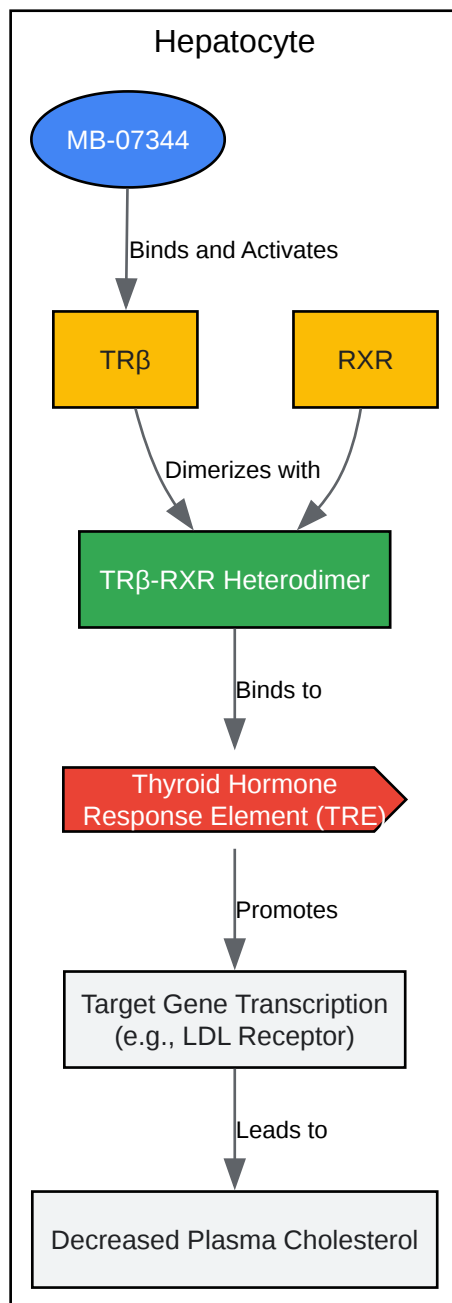 Hepatocyte
MB-07344
Binds and Activates
TRβ
RXR
Dimerizes with
TRβ-RXR Heterodimer
Binds to
Thyroid Hormone
Response Element (TRE)
Promotes
Target Gene Transcription
(e.g., LDL Receptor)
Leads to
Decreased Plasma Cholesterol